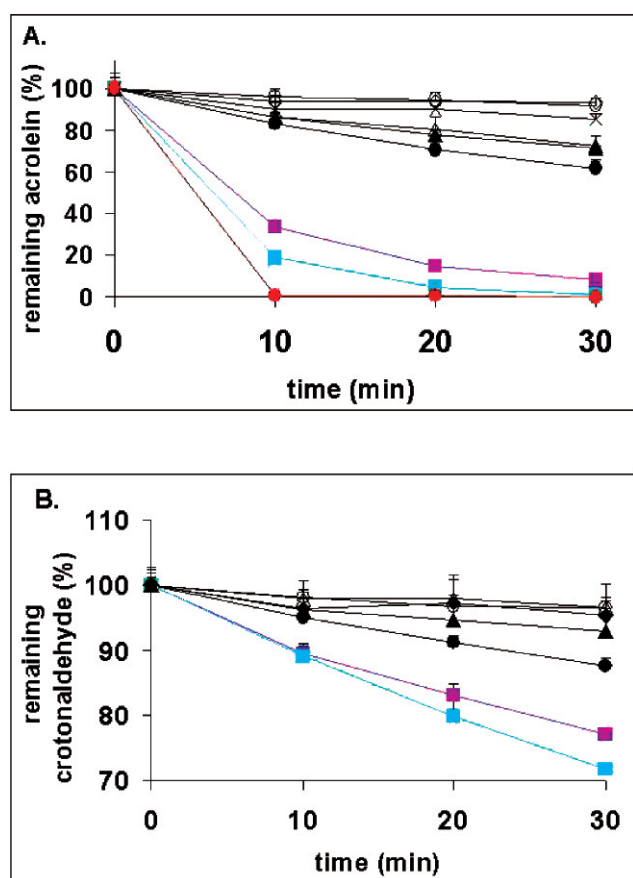 A.
remaining acrolein (%)
100
80
60
40
20
0
0 10 20 30
time (min)
B.
remaining
crotonaldehyde (%)
110
100
90
80
70
0 10 20 30
time (min)